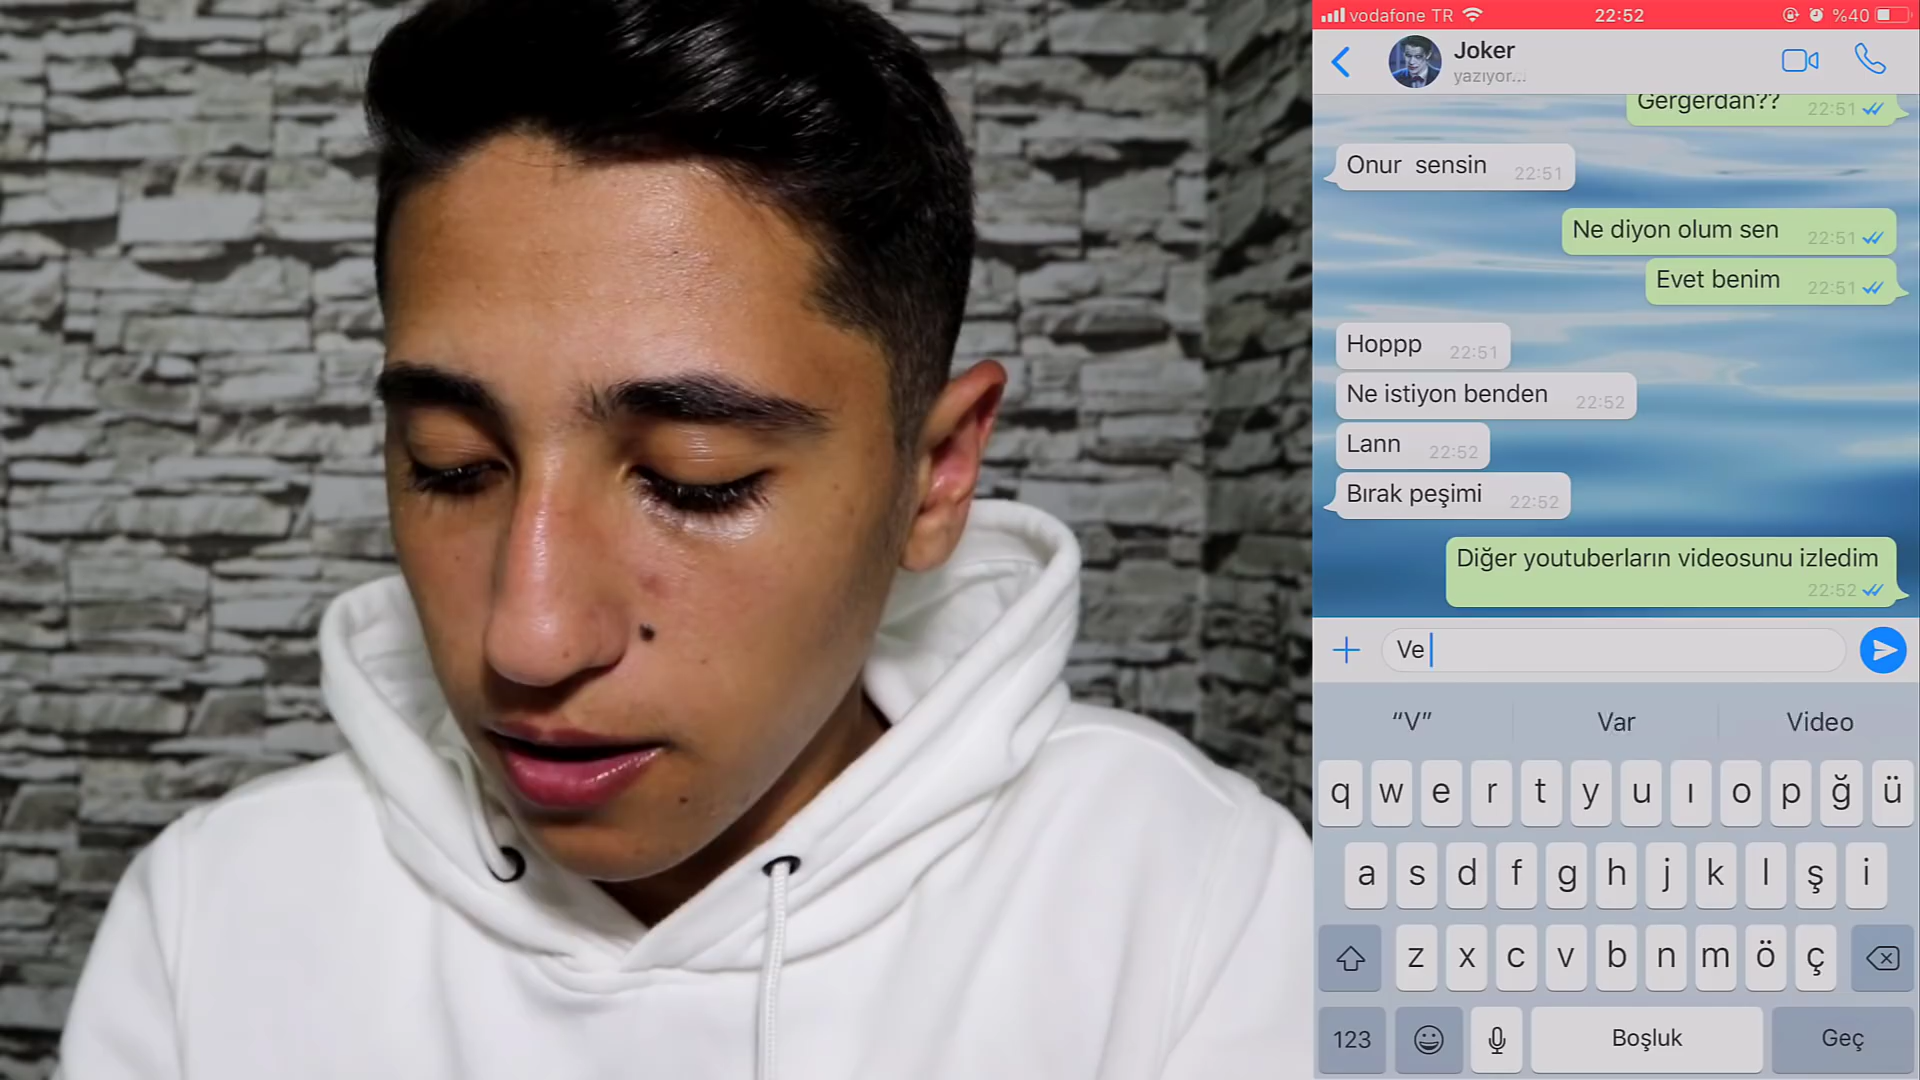 vodafone TR 22:52 %40
Joker
yazıyor...
Gergerdan?? 22:51
Onur sensin 22:51
Ne diyon olum sen 22:51
Evet benim 22:51
Hoppp 22:51
Ne istiyon benden 22:52
Lann 22:52
Bırak peşimi 22:52
Diğer youtuberların videosunu izledim
22:52
Ve
“V” Var Video
q w e r t y u ı o p ğ ü
a s d f g h j k l ş i
z x c v b n m ö ç
123 Boşluk Geç